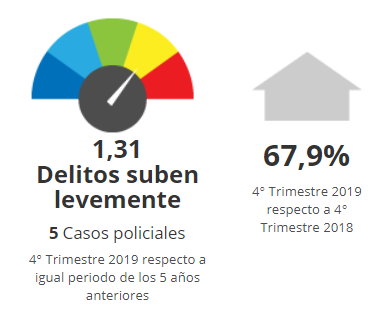 1,31
Delitos suben
levemente
5 Casos policiales
4° Trimestre 2019 respecto a
igual periodo de los 5 años
anteriores
67,9%
4° Trimestre 2019
respecto a 4°
Trimestre 2018